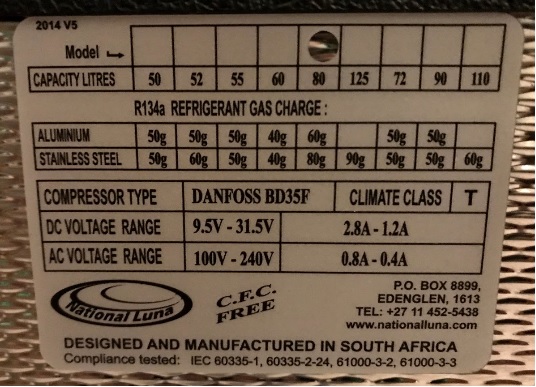 2014 V5
Model
CAPACITY LITRES 50 52 55 60 80 125 72 90 110
R134a REFRIGERANT GAS CHARGE :
ALUMINIUM 50g 50g 50g 40g 60g 50g 50g
STAINLESS STEEL 50g 60g 50g 40g 80g 90g 50g 50g 60g
COMPRESSOR TYPE DANFOSS BD35F CLIMATE CLASS T
DC VOLTAGE RANGE 9.5V - 31.5V 2.8A - 1.2A
AC VOLTAGE RANGE 100V - 240V 0.8A - 0.4A
National Luna
C.F.C.
FREE
P.O. BOX 8899,
EDENGLEN, 1613
TEL: +27 11 452-5438
www.nationalluna.com
DESIGNED AND MANUFACTURED IN SOUTH AFRICA
Compliance tested: IEC 60335-1, 60335-2-24, 61000-3-2, 61000-3-3